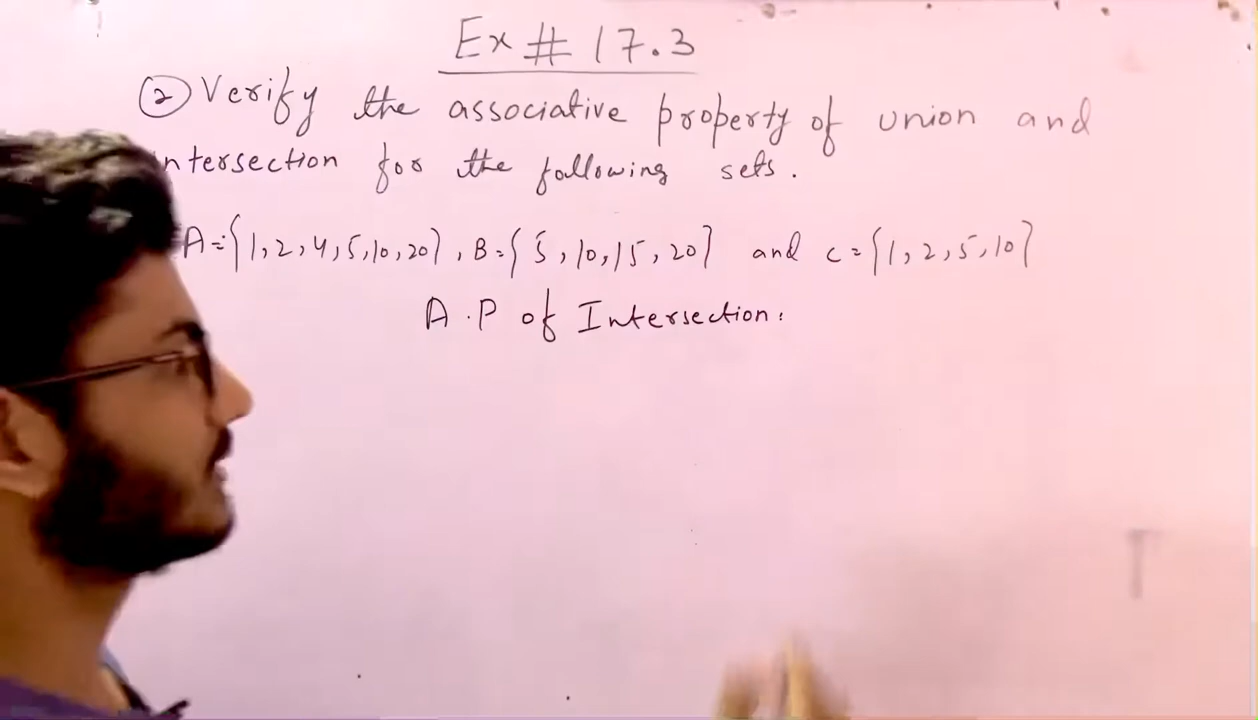 Ex # 17.3
② Verify the associative property of union and
ntersection for the following sets.
A={1,2,4,5,10,20}, B={5,10,15,20} and C={1,2,5,10}
A.P of Intersection: